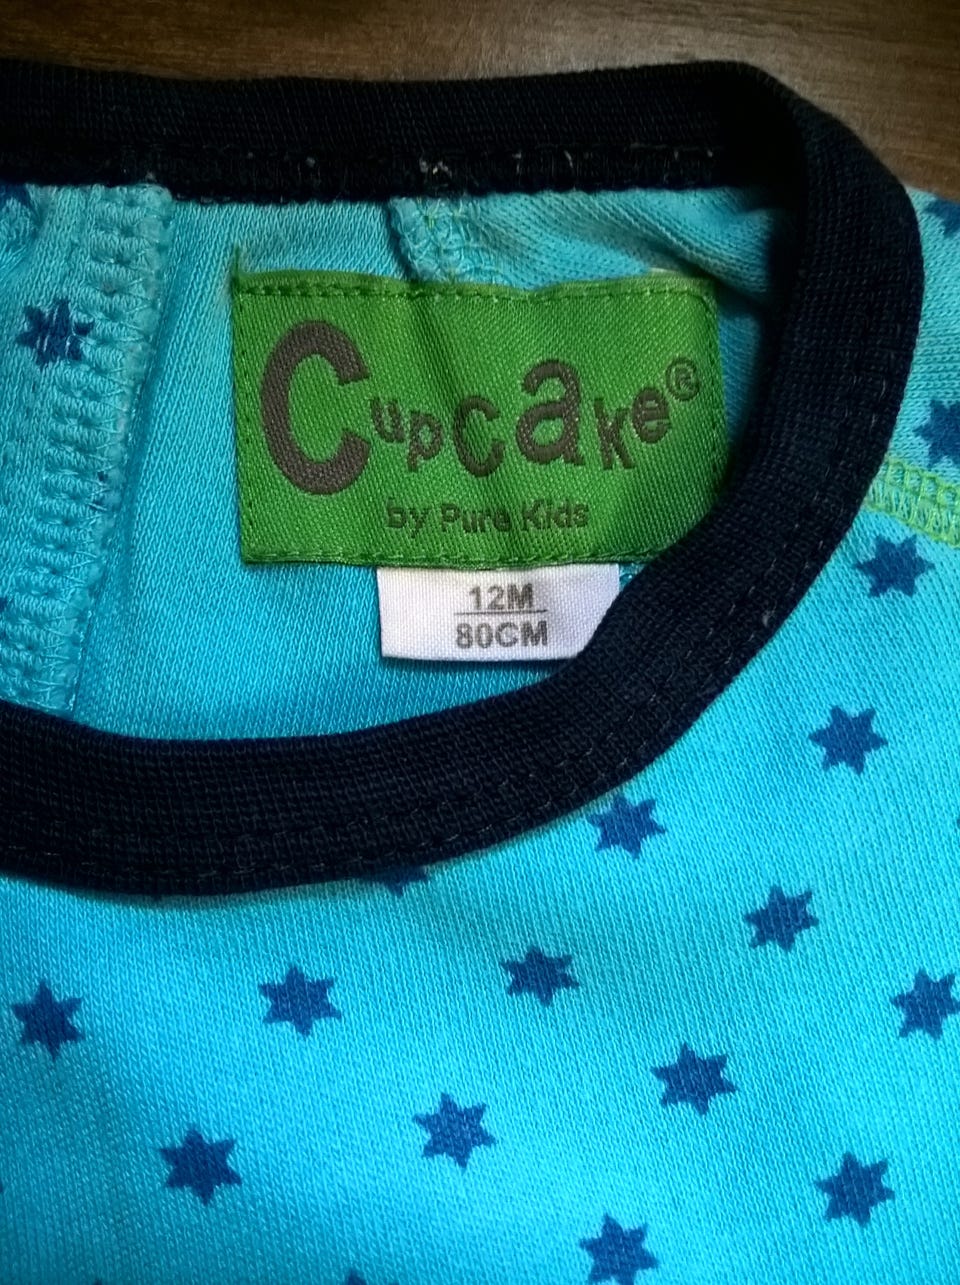 Cupcake®
by Pure Kids
12M
80CM